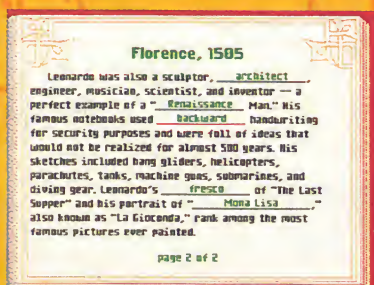 Florence, 1505
Leonardo was also a sculptor, architect,
engineer, musician, scientist, and inventor — a
perfect example of a "Renaissance Man." His
famous notebooks used backward handwriting
for security purposes and were full of ideas that
would not be realized for almost 500 years. His
sketches included hang gliders, helicopters,
parachutes, tanks, machine guns, submarines, and
diving gear. Leonardo's fresco of "The Last
Supper" and his portrait of "Mona Lisa,"
also known as "La Gioconda," rank among the most
famous pictures ever painted.
page 2 of 2